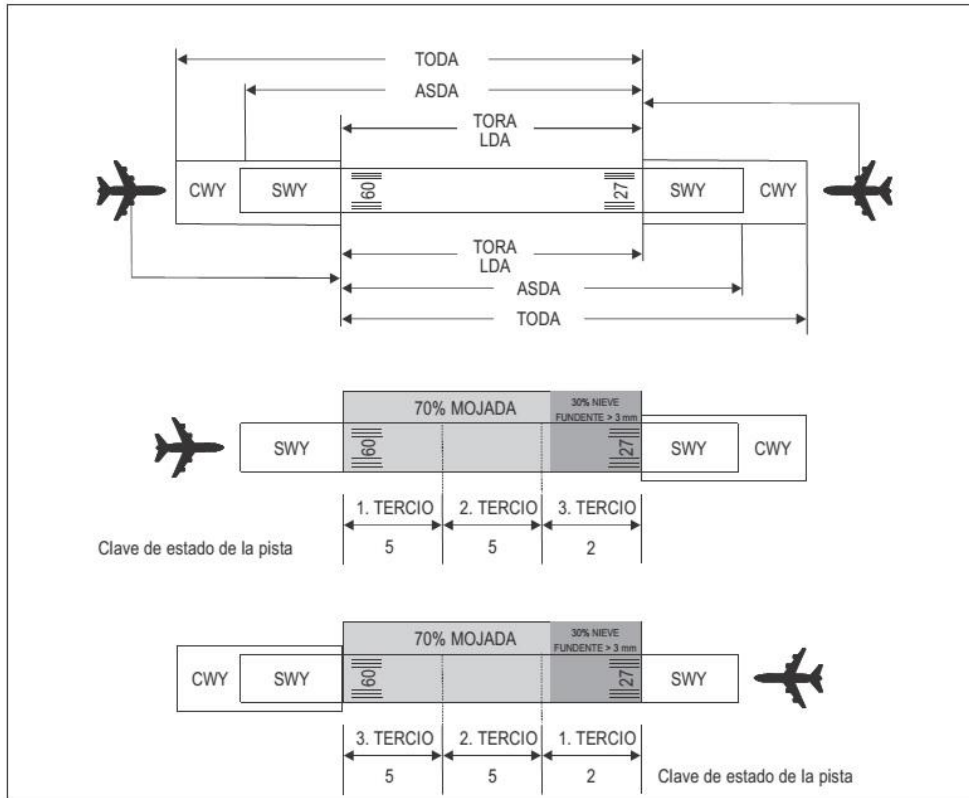 TODA
ASDA
TORA
LDA
CWY SWY 09 27 SWY CWY
TORA
LDA
ASDA
TODA
70% MOJADA 30% NIEVE
FUNDENTE > 3 mm
SWY 09 27 SWY CWY
1. TERCIO 2. TERCIO 3. TERCIO
Clave de estado de la pista 5 5 2
70% MOJADA 30% NIEVE
FUNDENTE > 3 mm
CWY SWY 09 27 SWY
3. TERCIO 2. TERCIO 1. TERCIO
5 5 2 Clave de estado de la pista